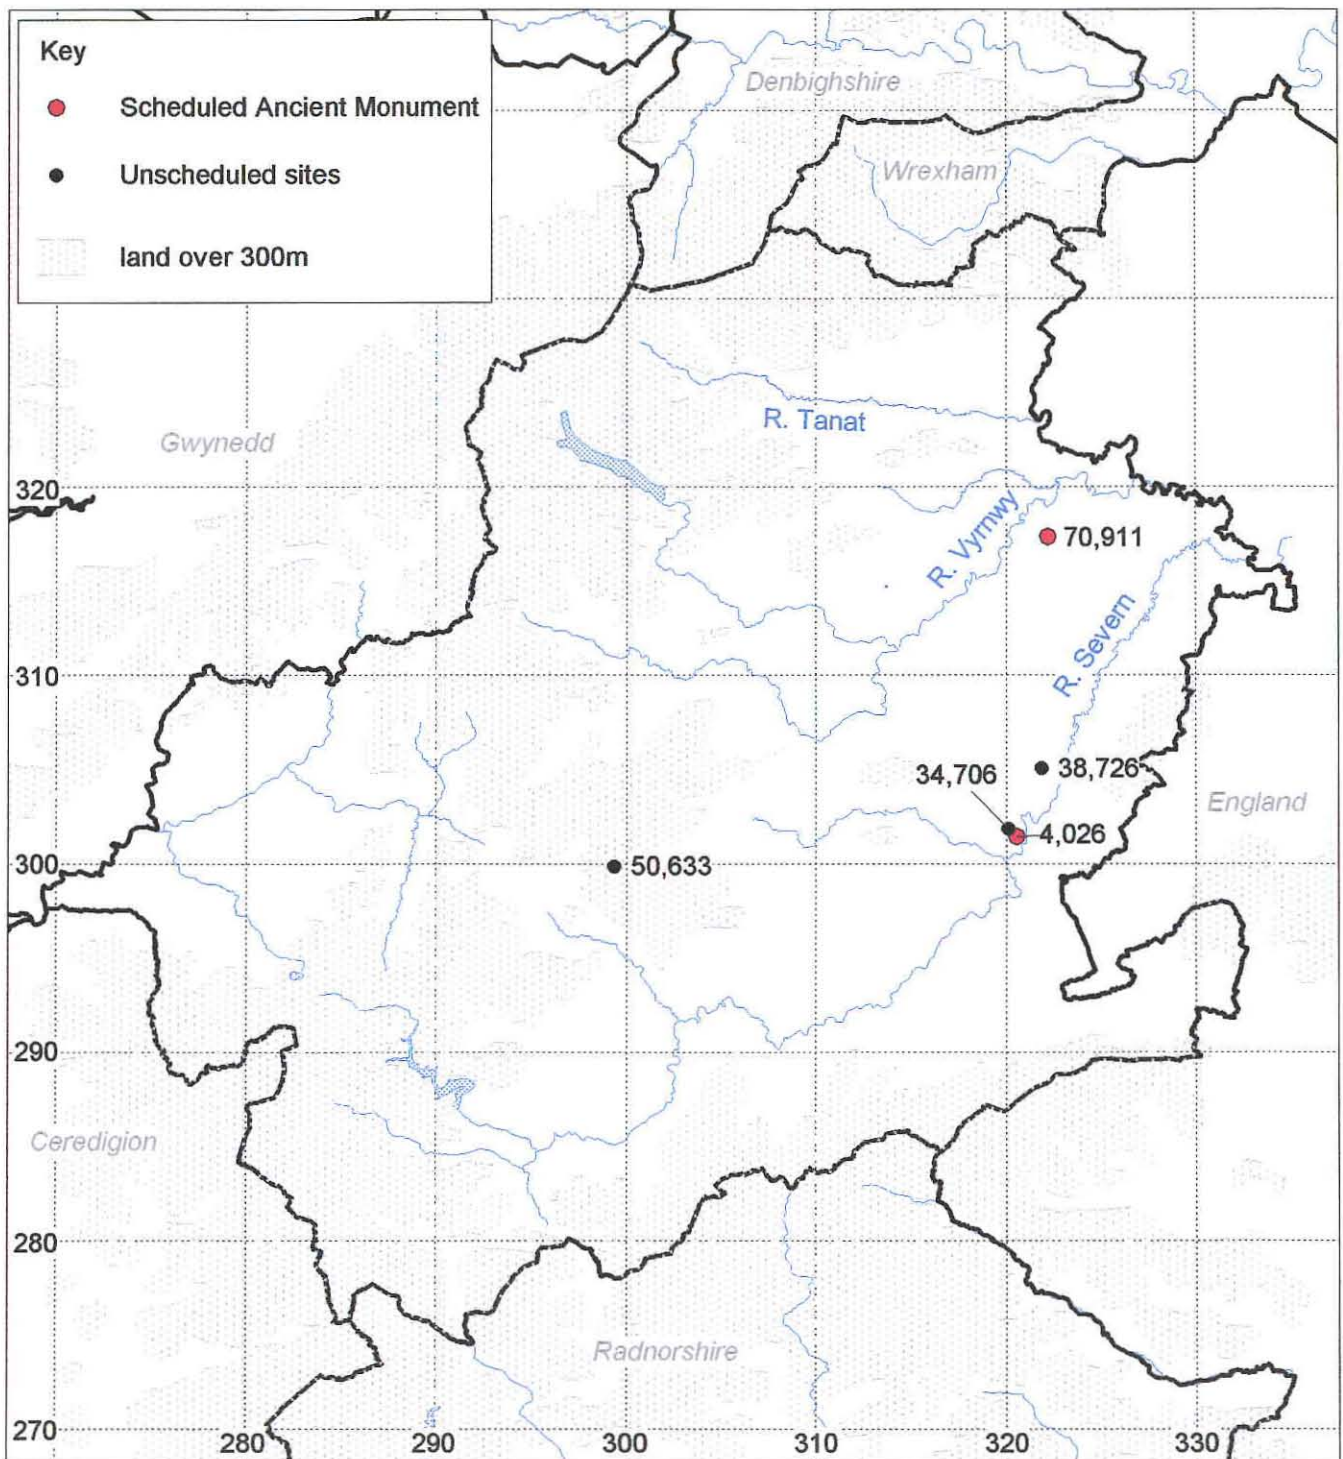 Key
Scheduled Ancient Monument
Unscheduled sites
land over 300m
Denbighshire
Wrexham
Gwynedd
R. Tanat
320
R. Vyrnwy
70,911
R. Severn
310
34,706
38,726
England
4,026
300
50,633
290
Ceredigion
280
Radnorshire
270
280
290
300
310
320
330